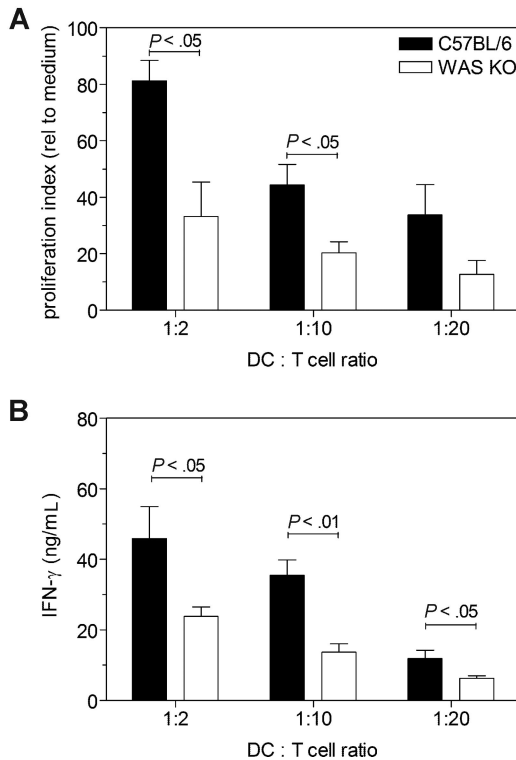 A
100
80
60
40
20
0
proliferation index (rel to medium)
P < .05
P < .05
C57BL/6
WAS KO
1:2 1:10 1:20
DC : T cell ratio
B
80
60
40
20
0
IFN-γ (ng/mL)
P < .05
P < .01
P < .05
1:2 1:10 1:20
DC : T cell ratio